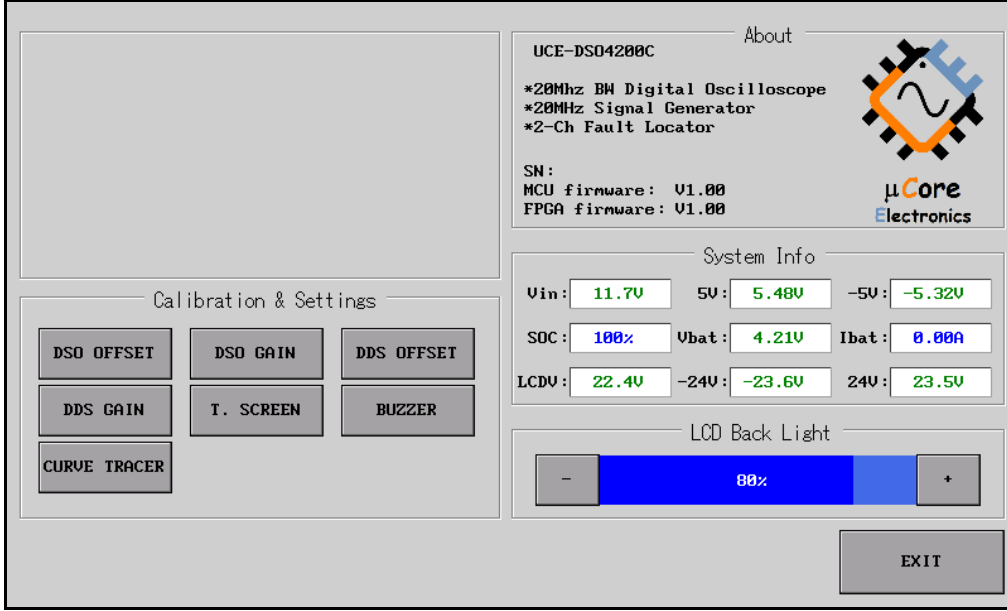 About
UCE-DSO4200C
*20Mhz BW Digital Oscilloscope
*20MHz Signal Generator
*2-Ch Fault Locator
SN:
MCU firmware: V1.00
FPGA firmware: V1.00
μCore
Electronics
System Info
Vin: 11.7V 5V: 5.48V -5V: -5.32V
SOC: 100% Vbat: 4.21V Ibat: 0.00A
LCDV: 22.4V -24V: -23.6V 24V: 23.5V
Calibration & Settings
DSO OFFSET DSO GAIN DDS OFFSET
DDS GAIN T. SCREEN BUZZER
CURVE TRACER
LCD Back Light
- 80% +
EXIT